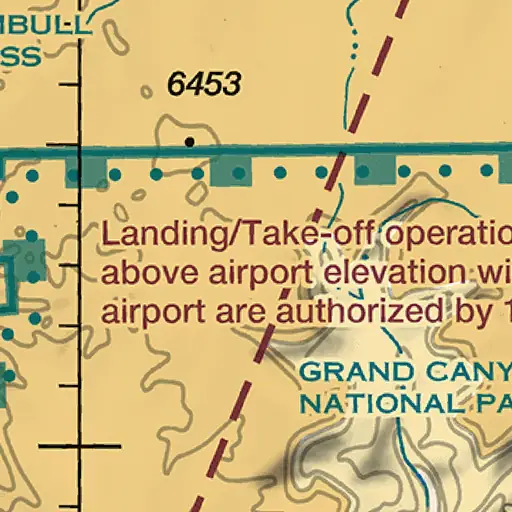 MBULL
SS
6453
Landing/Take-off operatio
above airport elevation wi
airport are authorized by 1
GRAND CANY
NATIONAL PA